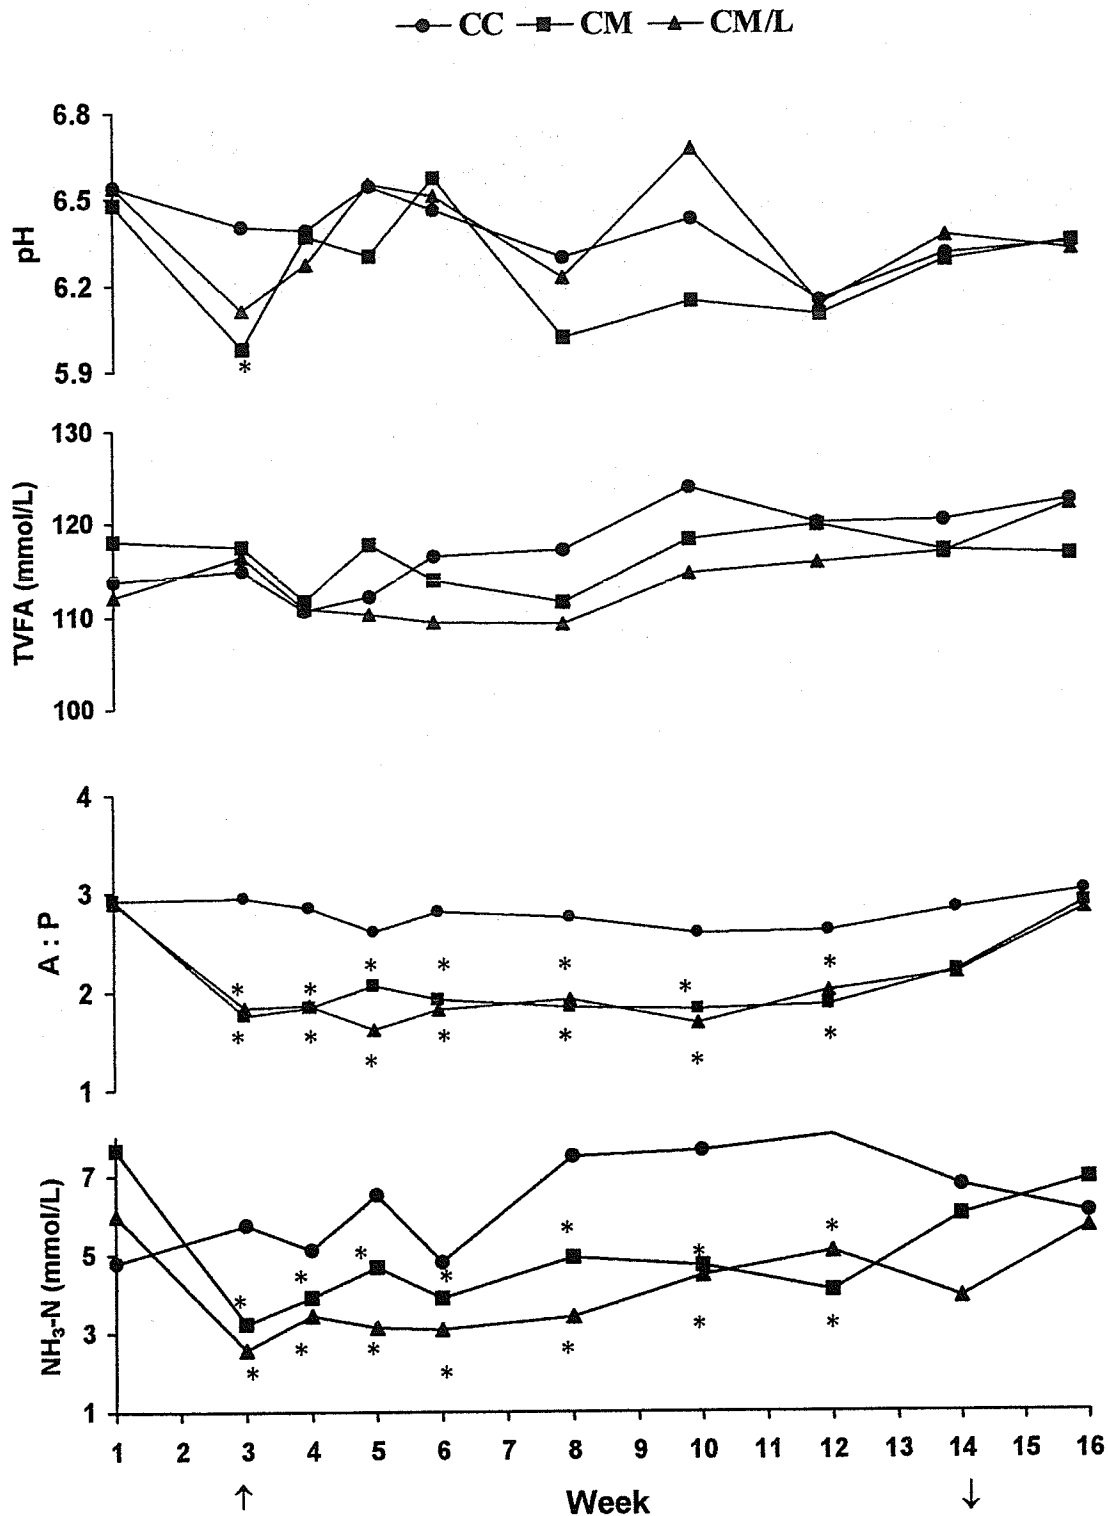 CC CM CM/L
6.8
6.5
6.2
5.9
pH
*
130
120
110
100
TVFA (mmol/L)
4
3
2
1
A : P
* * * * * * *
* * * * * * *
7
5
3
1
NH₃-N (mmol/L)
* * * * * * *
* * * * * * *
1 2 3 4 5 6 7 8 9 10 11 12 13 14 15 16
↑ Week ↓